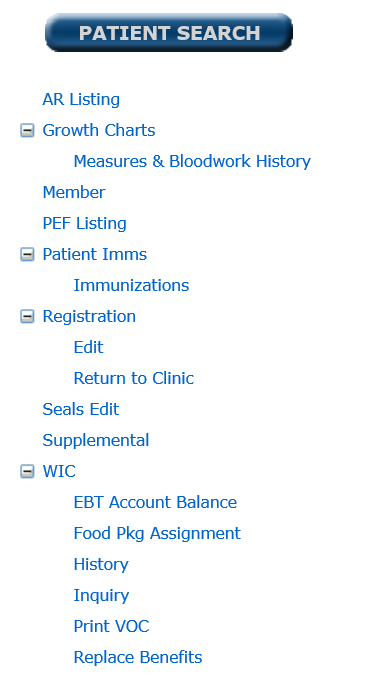 PATIENT SEARCH
AR Listing
Growth Charts
Measures & Bloodwork History
Member
PEF Listing
Patient Imms
Immunizations
Registration
Edit
Return to Clinic
Seals Edit
Supplemental
WIC
EBT Account Balance
Food Pkg Assignment
History
Inquiry
Print VOC
Replace Benefits